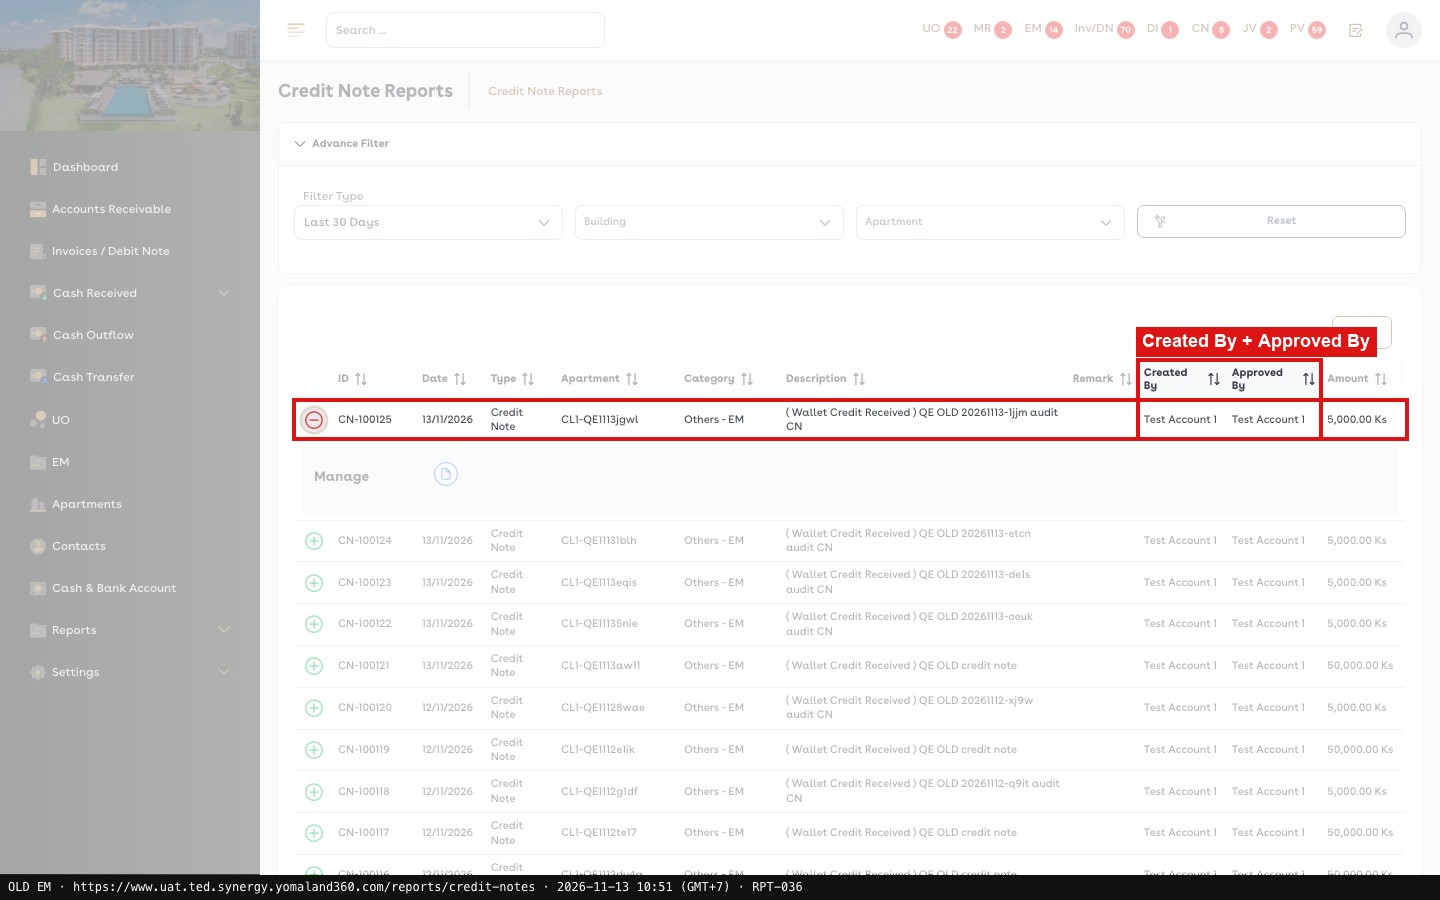 Search ...
UO 22 MR 2 EM 14 Inv/DN 70 DI 1 CN 8 JV 2 PV 59
Credit Note Reports
Credit Note Reports
Dashboard
Accounts Receivable
Invoices / Debit Note
Cash Received
Cash Outflow
Cash Transfer
UO
EM
Apartments
Contacts
Cash & Bank Account
Reports
Settings
Advance Filter
Filter Type
Last 30 Days
Building
Apartment
Reset
Created By + Approved By
ID Date Type Apartment Category Description Remark Created By Approved By Amount
CN-100125 13/11/2026 Credit Note CL1-QE1113jgwl Others - EM ( Wallet Credit Received ) QE OLD 20261113-1jjm audit CN Test Account 1 Test Account 1 5,000.00 Ks
Manage
CN-100124 13/11/2026 Credit Note CL1-QE11131blh Others - EM ( Wallet Credit Received ) QE OLD 20261113-etcn audit CN Test Account 1 Test Account 1 5,000.00 Ks
CN-100123 13/11/2026 Credit Note CL1-QE1113eqis Others - EM ( Wallet Credit Received ) QE OLD 20261113-de1s audit CN Test Account 1 Test Account 1 5,000.00 Ks
CN-100122 13/11/2026 Credit Note CL1-QE11135nie Others - EM ( Wallet Credit Received ) QE OLD 20261113-oeuk audit CN Test Account 1 Test Account 1 5,000.00 Ks
CN-100121 13/11/2026 Credit Note CL1-QE1113aw11 Others - EM ( Wallet Credit Received ) QE OLD credit note Test Account 1 Test Account 1 50,000.00 Ks
CN-100120 12/11/2026 Credit Note CL1-QE11128wae Others - EM ( Wallet Credit Received ) QE OLD 20261112-xj9w audit CN Test Account 1 Test Account 1 5,000.00 Ks
CN-100119 12/11/2026 Credit Note CL1-QE1112e1ik Others - EM ( Wallet Credit Received ) QE OLD credit note Test Account 1 Test Account 1 50,000.00 Ks
CN-100118 12/11/2026 Credit Note CL1-QE1112g1df Others - EM ( Wallet Credit Received ) QE OLD 20261112-q9it audit CN Test Account 1 Test Account 1 5,000.00 Ks
CN-100117 12/11/2026 Credit Note CL1-QE1112te17 Others - EM ( Wallet Credit Received ) QE OLD credit note Test Account 1 Test Account 1 50,000.00 Ks
Credit
OLD EM · https://www.uat.ted.synergy.yomaland360.com/reports/credit-notes · 2026-11-13 10:51 (GMT+7) · RPT-036